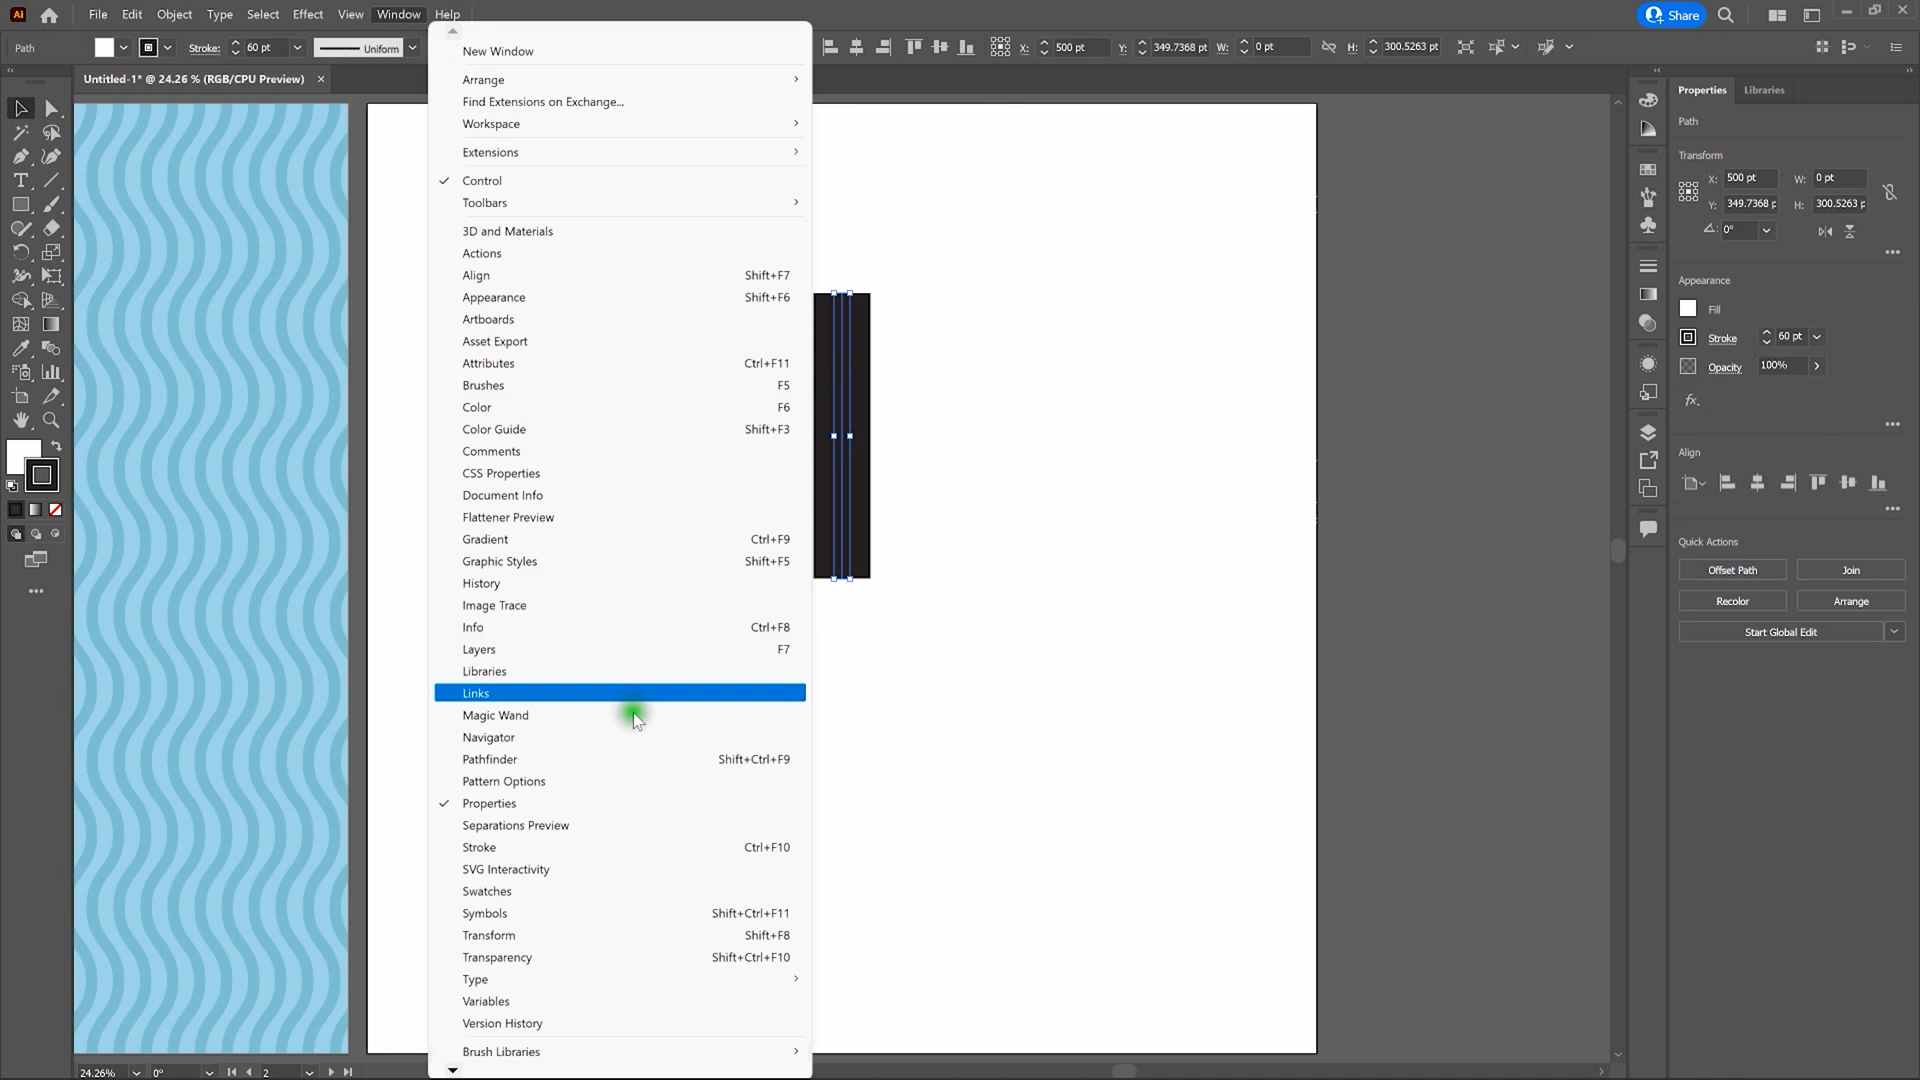 Ai File Edit Object Type Select Effect View Window Help Share
Path Stroke: 60 pt Uniform X: 500 pt Y: 349.7368 pt W: 0 pt H: 300.5263 pt
Untitled-1* @ 24.26 % (RGB/CPU Preview) ×
New Window
Arrange
Find Extensions on Exchange...
Workspace
Extensions
Control
Toolbars
3D and Materials
Actions
Align Shift+F7
Appearance Shift+F6
Artboards
Asset Export
Attributes Ctrl+F11
Brushes F5
Color F6
Color Guide Shift+F3
Comments
CSS Properties
Document Info
Flattener Preview
Gradient Ctrl+F9
Graphic Styles Shift+F5
History
Image Trace
Info Ctrl+F8
Layers F7
Libraries
Links
Magic Wand
Navigator
Pathfinder Shift+Ctrl+F9
Pattern Options
Properties
Separations Preview
Stroke Ctrl+F10
SVG Interactivity
Swatches
Symbols Shift+Ctrl+F11
Transform Shift+F8
Transparency Shift+Ctrl+F10
Type
Variables
Version History
Brush Libraries
Properties Libraries
Path
Transform
X: 500 pt W: 0 pt
Y: 349.7368 p H: 300.5263 p
0°
Appearance
Fill
Stroke 60 pt
Opacity 100%
fx.
Align
Quick Actions
Offset Path Join
Recolor Arrange
Start Global Edit
24.26% 0° 2